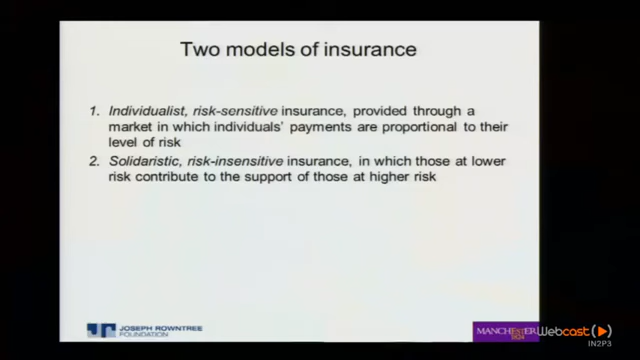 Two models of insurance
1. Individualist, risk-sensitive insurance, provided through a
market in which individuals' payments are proportional to their
level of risk
2. Solidaristic, risk-insensitive insurance, in which those at lower
risk contribute to the support of those at higher risk
JOSEPH ROWNTREE
FOUNDATION
MANCHESTER
1824
Webcast
IN2P3